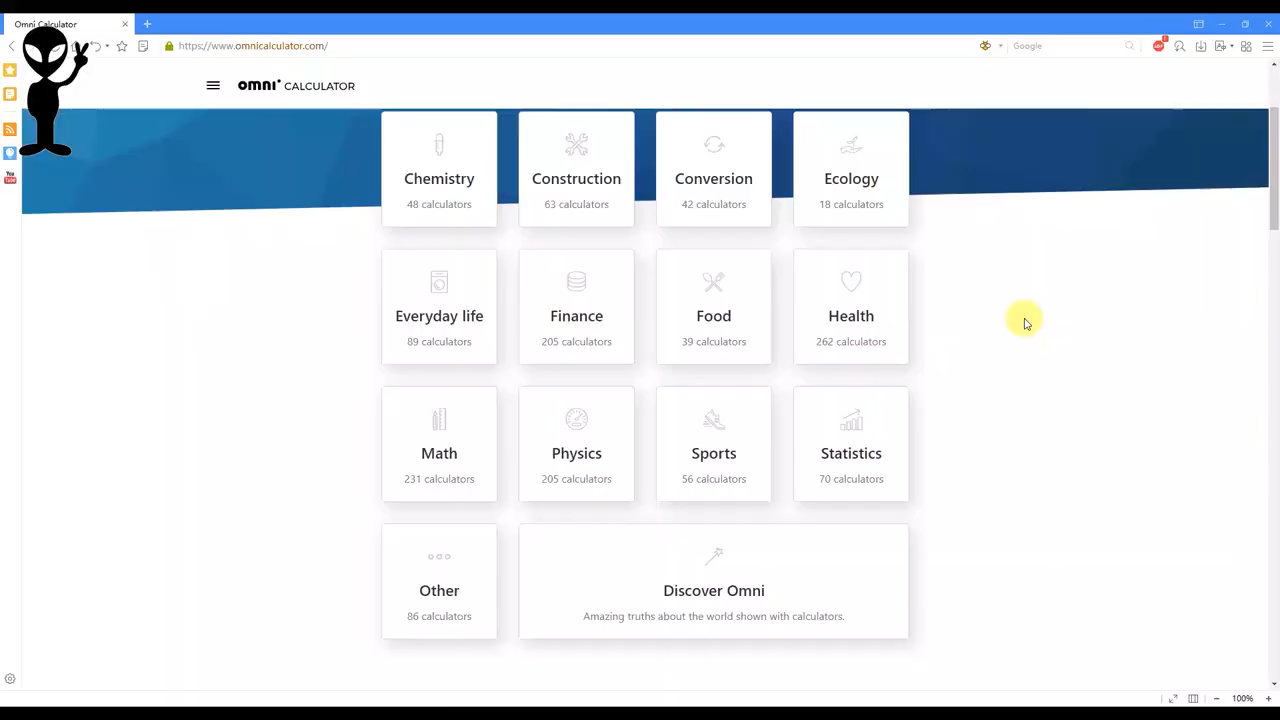 Omni Calculator
https://www.omnicalculator.com/
Google
omni CALCULATOR
Chemistry
48 calculators
Construction
63 calculators
Conversion
42 calculators
Ecology
18 calculators
Everyday life
89 calculators
Finance
205 calculators
Food
39 calculators
Health
262 calculators
Math
231 calculators
Physics
205 calculators
Sports
56 calculators
Statistics
70 calculators
Other
86 calculators
Discover Omni
Amazing truths about the world shown with calculators.
100%